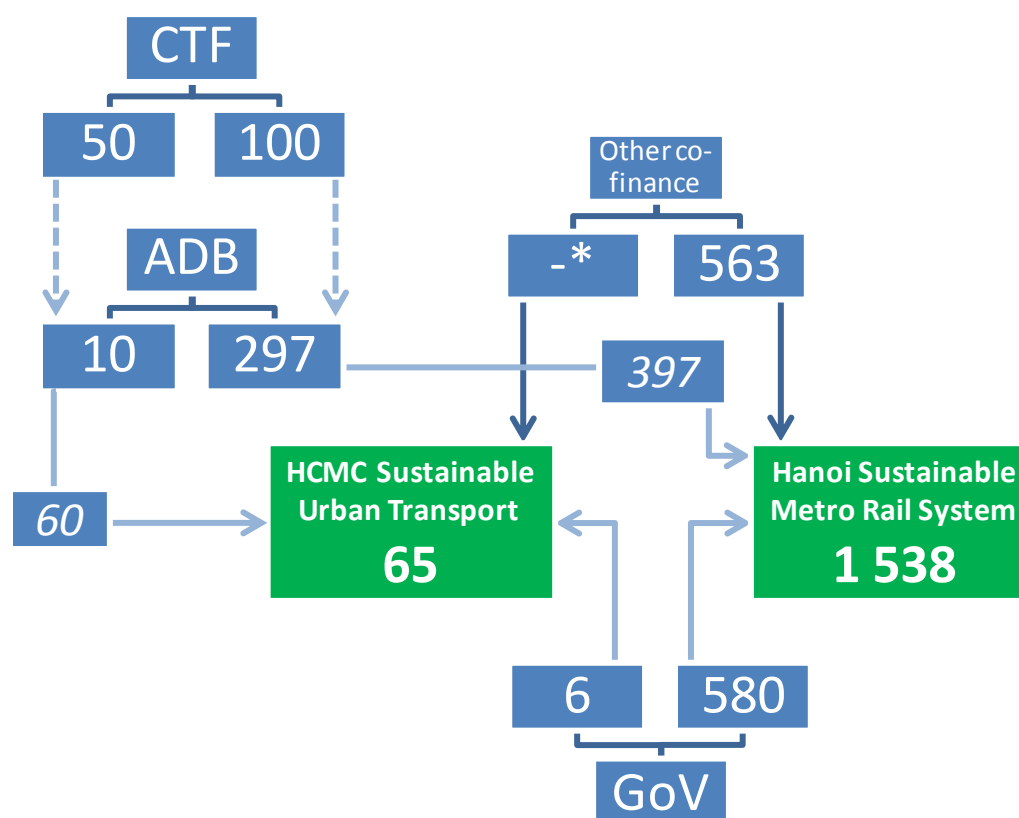 CTF
50
100
Other co-
finance
ADB
-*
563
10
297
397
HCMC Sustainable
Urban Transport
65
Hanoi Sustainable
Metro Rail System
1 538
60
6
580
GoV